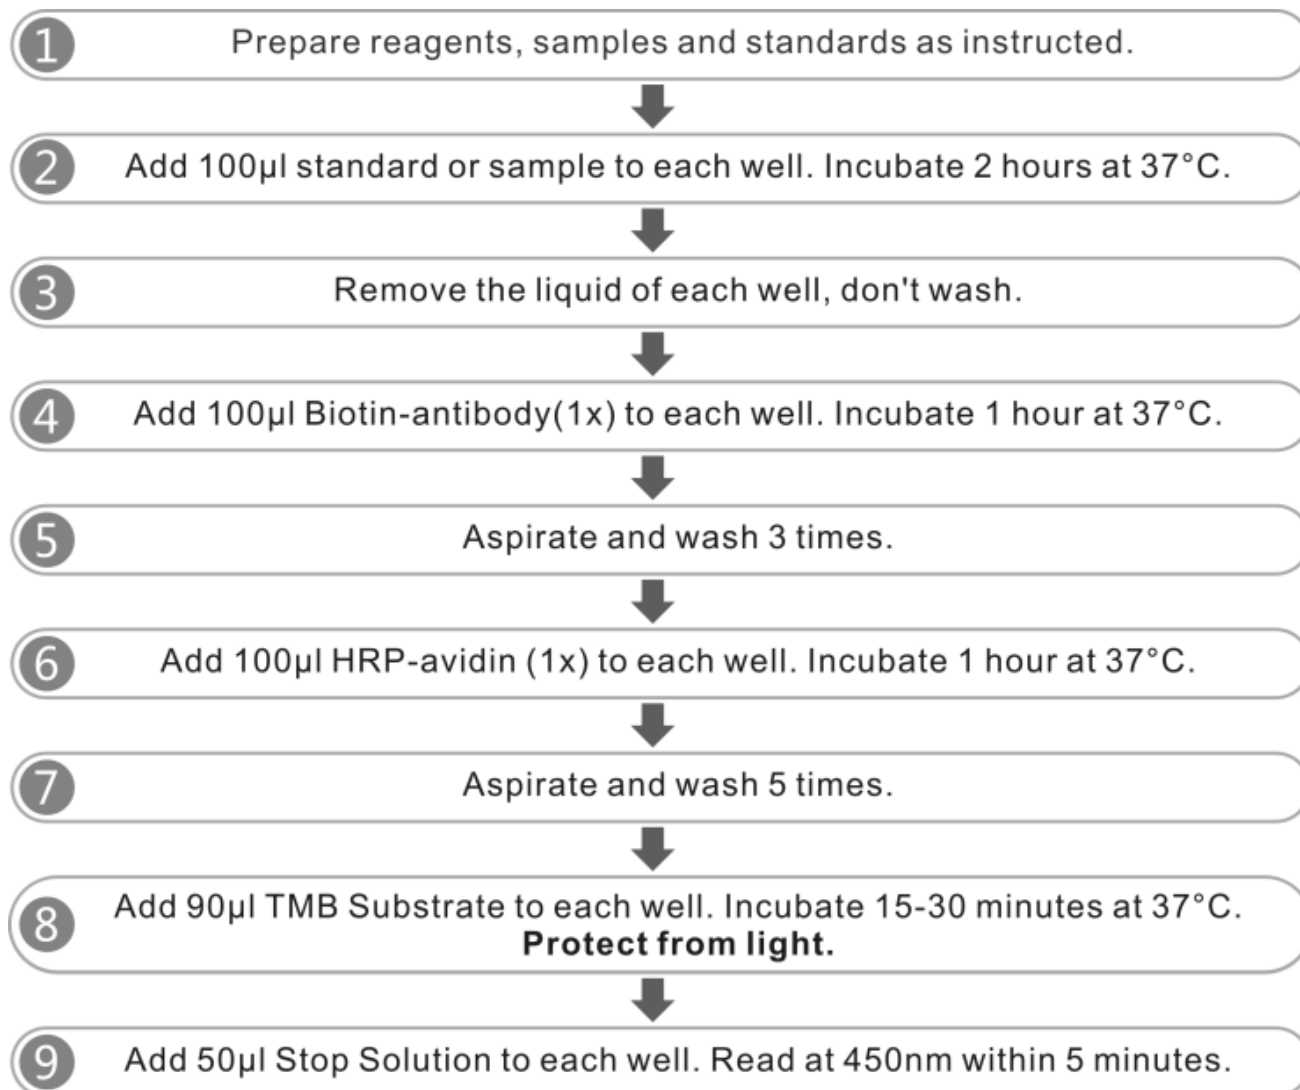 1 Prepare reagents, samples and standards as instructed.
2 Add 100µl standard or sample to each well. Incubate 2 hours at 37°C.
3 Remove the liquid of each well, don't wash.
4 Add 100µl Biotin-antibody(1x) to each well. Incubate 1 hour at 37°C.
5 Aspirate and wash 3 times.
6 Add 100µl HRP-avidin (1x) to each well. Incubate 1 hour at 37°C.
7 Aspirate and wash 5 times.
8 Add 90µl TMB Substrate to each well. Incubate 15-30 minutes at 37°C.
Protect from light.
9 Add 50µl Stop Solution to each well. Read at 450nm within 5 minutes.